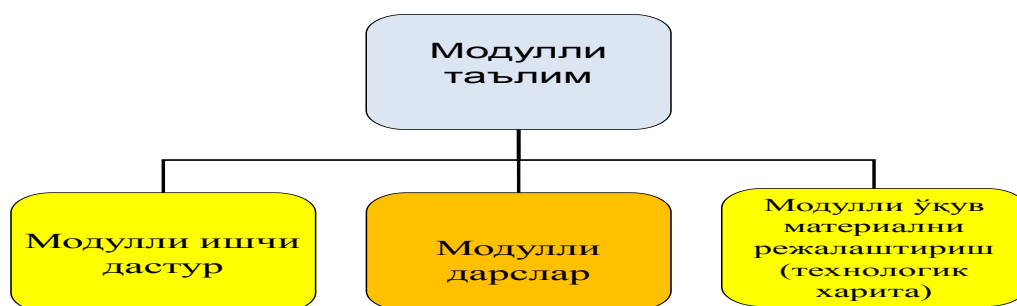 Модулли
таълим
Модулли ишчи
дастур
Модулли
дарслар
Модулли ўқув
материални
режалаштириш
(технологик
харита)